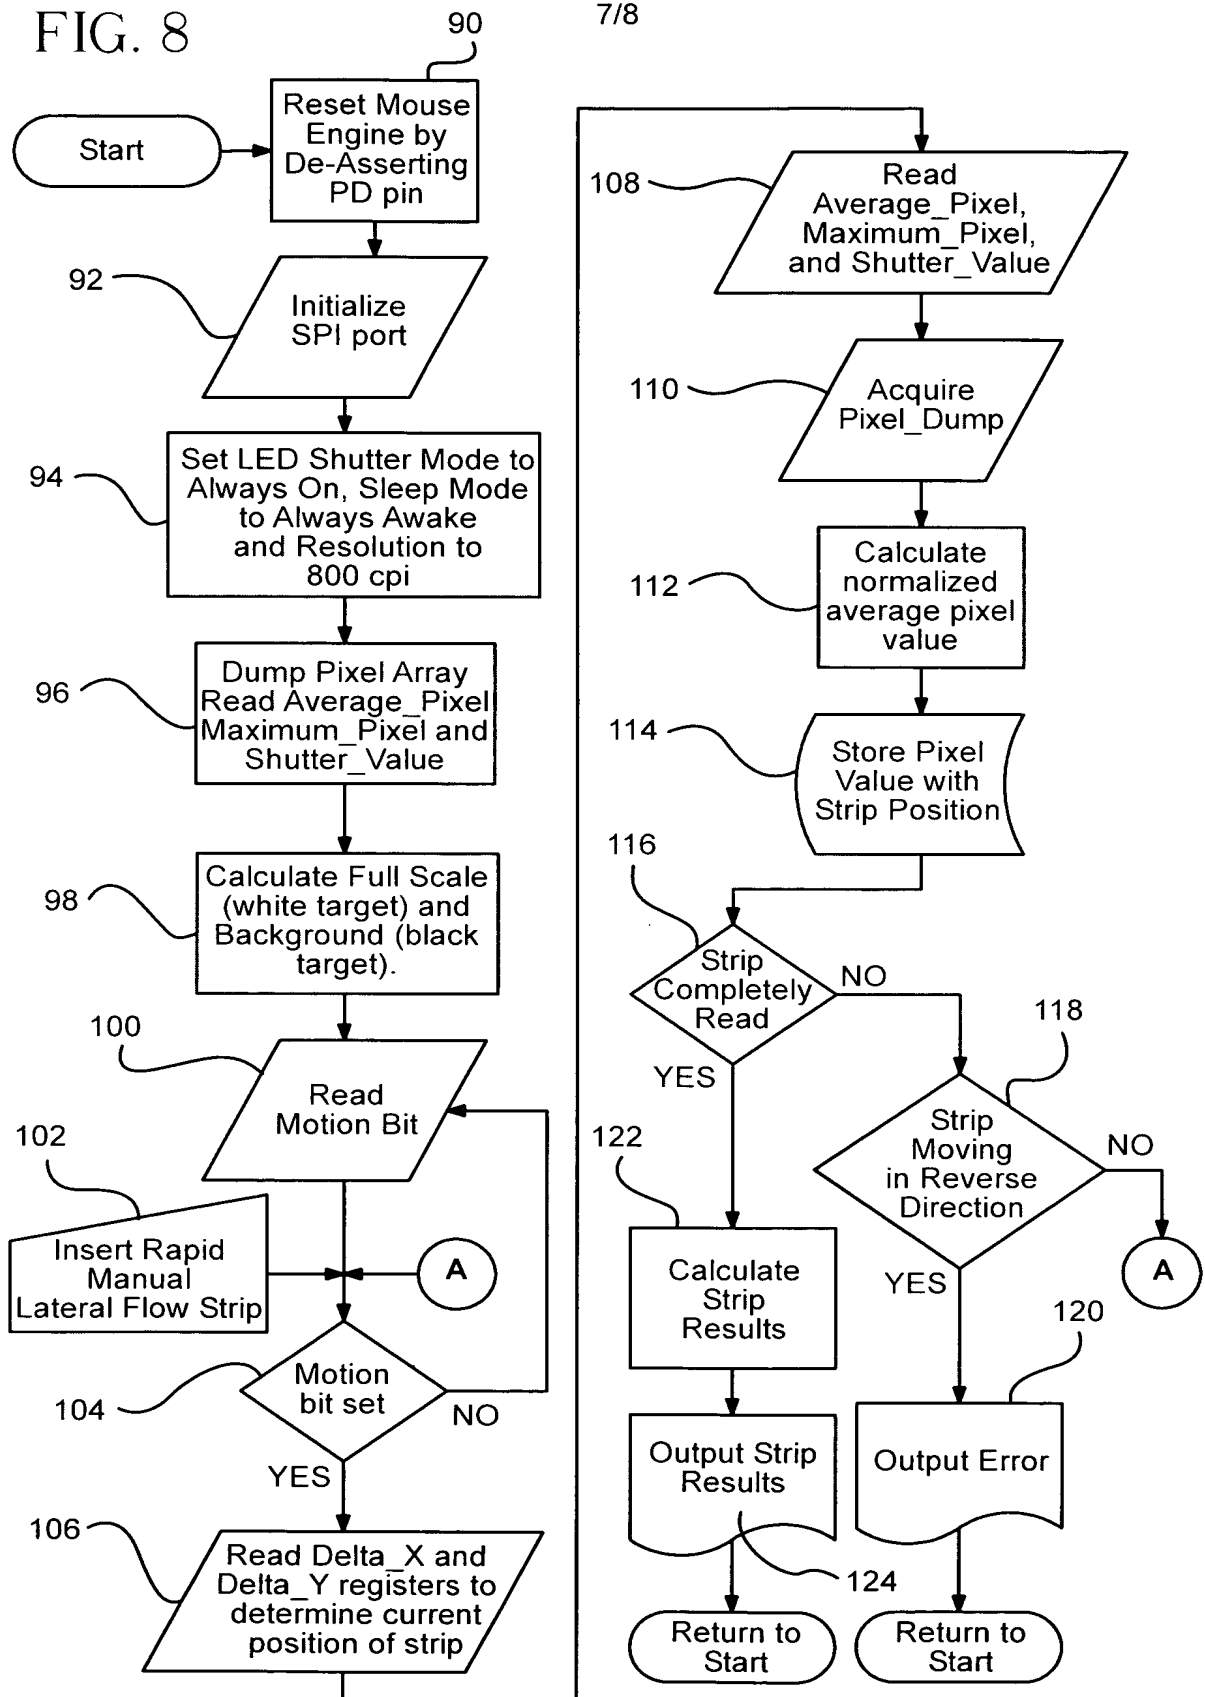 FIG. 8
7/8
90
Start
Reset Mouse
Engine by
De-Asserting
PD pin
92
Initialize
SPI port
94
Set LED Shutter Mode to
Always On, Sleep Mode
to Always Awake
and Resolution to
800 cpi
96
Dump Pixel Array
Read Average_Pixel
Maximum_Pixel and
Shutter_Value
98
Calculate Full Scale
(white target) and
Background (black
target).
100
Read
Motion Bit
102
Insert Rapid
Manual
Lateral Flow Strip
A
104
Motion
bit set
NO
YES
106
Read Delta_X and
Delta_Y registers to
determine current
position of strip
108
Read
Average_Pixel,
Maximum_Pixel,
and Shutter_Value
110
Acquire
Pixel_Dump
112
Calculate
normalized
average pixel
value
114
Store Pixel
Value with
Strip Position
116
Strip
Completely
Read
NO
YES
118
Strip
Moving
in Reverse
Direction
NO
A
YES
122
Calculate
Strip
Results
120
Output Error
Output Strip
Results
124
Return to
Start
Return to
Start